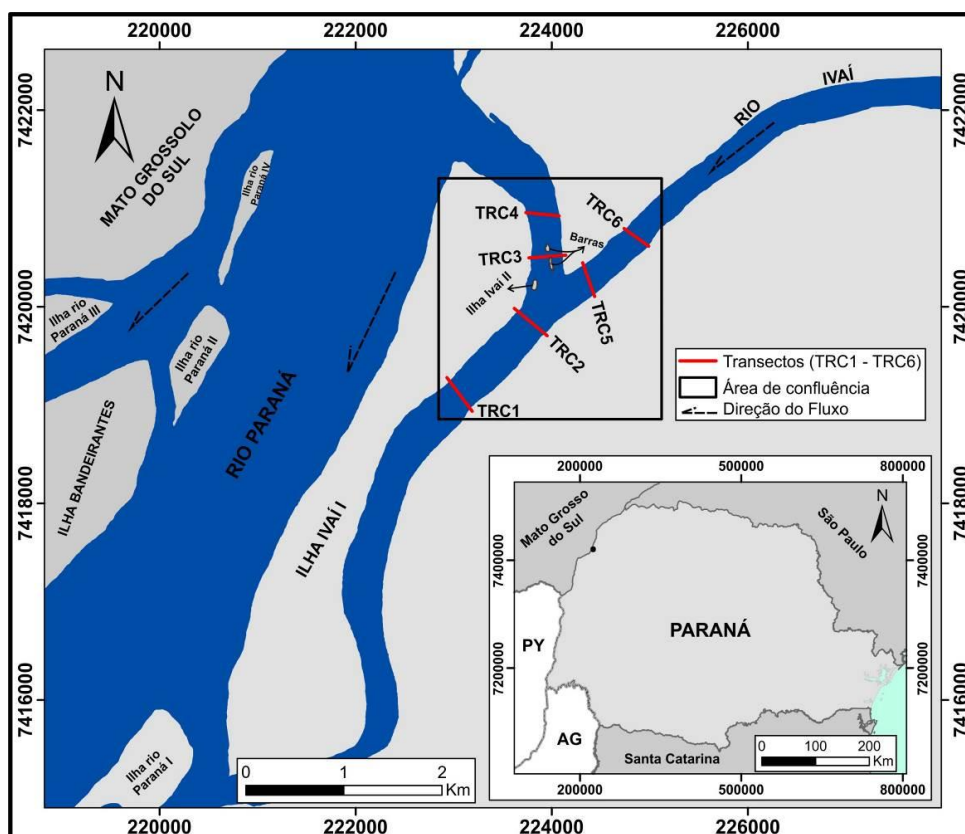 220000 222000 224000 226000
7422000
7420000
7418000
7416000
N
MATO GROSSOLO
DO SUL
Ilha rio
Paraná IV
RIO IVAÍ
TRC4
TRC6
TRC3
Barras
Ilha Ivaí II
TRC5
TRC2
TRC1
Ilha rio
Paraná III
Ilha rio
Paraná II
ILHA BANDEIRANTES
RIO PARANÁ
ILHA IVAÍ I
Ilha rio
Paraná I
Transectos (TRC1 - TRC6)
Área de confluência
Direção do Fluxo
0 1 2
Km
200000 500000 800000
Mato Grosso
do Sul
São Paulo
N
7400000
7200000
PY
PARANÁ
AG
Santa Catarina
0 100 200
Km
7400000
7200000
200000 500000 800000
7422000
7420000
7418000
7416000
220000 222000 224000 226000